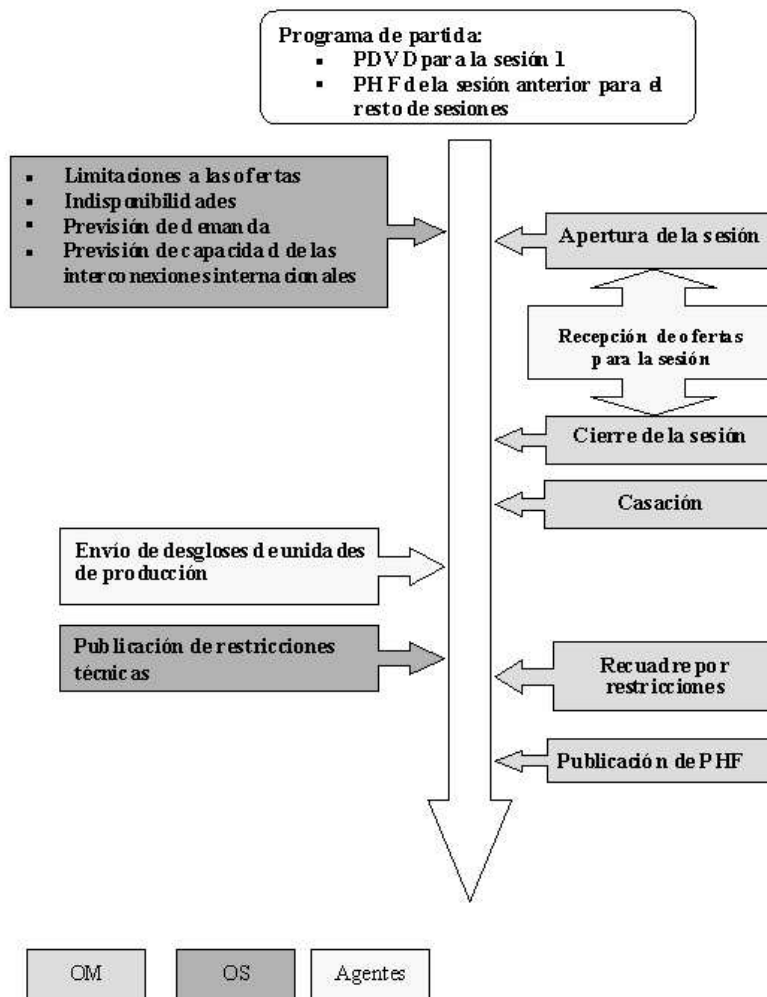 Programa de partida:
▪ PDVD para la sesión 1
▪ PHF de la sesión anterior para el
resto de sesiones
▪ Limitaciones a las ofertas
▪ Indisponibilidades
▪ Previsión de demanda
▪ Previsión de capacidad de las
interconexiones internacionales
Apertura de la sesión
Recepción de ofertas
para la sesión
Cierre de la sesión
Casación
Envío de desgloses de unidades
de producción
Publicación de restricciones
técnicas
Recuadre por
restricciones
Publicación de PHF
OM
OS
Agentes